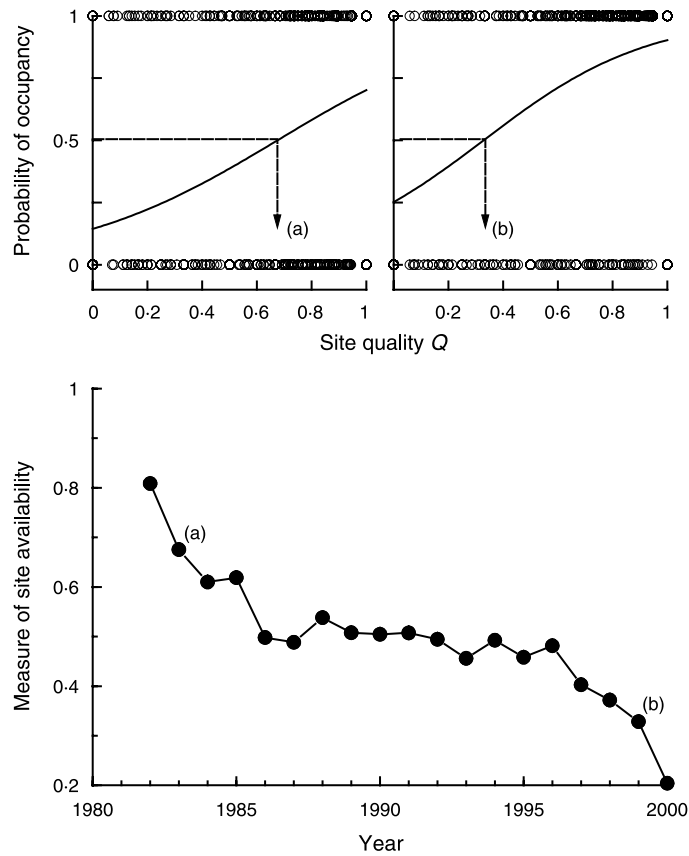 Probability of occupancy
1
0·5
0
(a)
(b)
0 0·2 0·4 0·6 0·8 1 0·2 0·4 0·6 0·8 1
Site quality Q
Measure of site availability
1
0·8
(a)
0·6
0·4
(b)
0·2
1980 1985 1990 1995 2000
Year